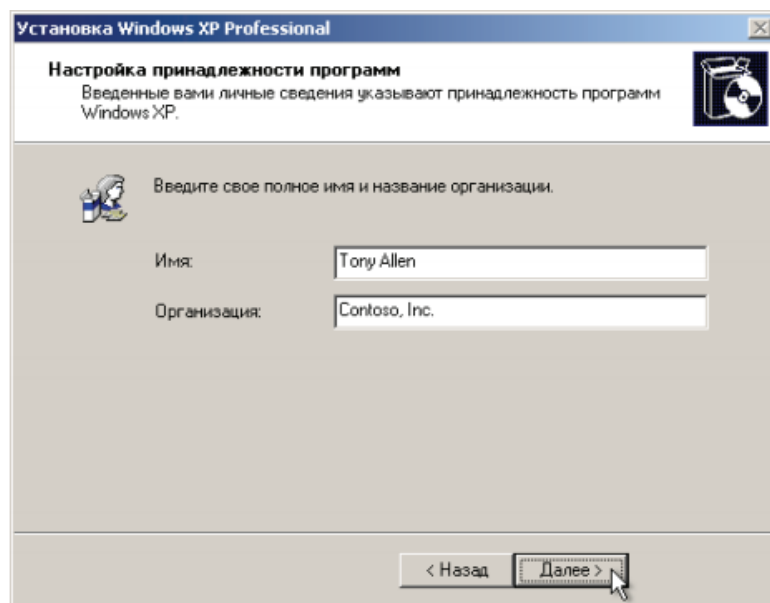 Установка Windows XP Professional
Настройка принадлежности программ
Введенные вами личные сведения указывают принадлежность программ
Windows XP.
Введите свое полное имя и название организации.
Имя: Tony Allen
Организация: Contoso, Inc.
< Назад Далее >